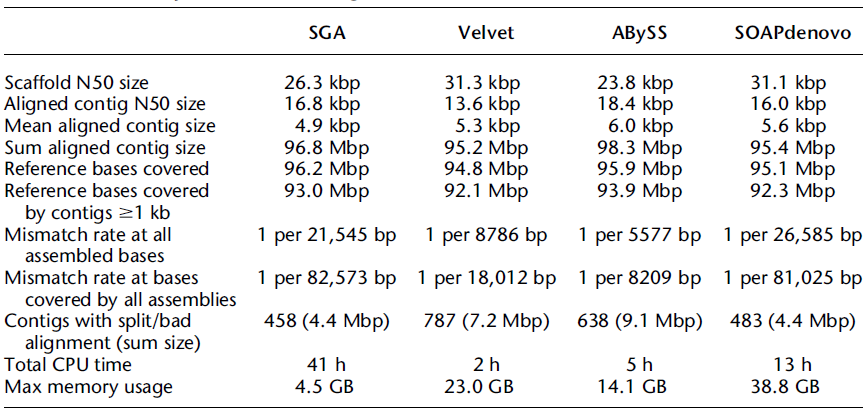 SGA Velvet ABySS SOAPdenovo
Scaffold N50 size 26.3 kbp 31.3 kbp 23.8 kbp 31.1 kbp
Aligned contig N50 size 16.8 kbp 13.6 kbp 18.4 kbp 16.0 kbp
Mean aligned contig size 4.9 kbp 5.3 kbp 6.0 kbp 5.6 kbp
Sum aligned contig size 96.8 Mbp 95.2 Mbp 98.3 Mbp 95.4 Mbp
Reference bases covered 96.2 Mbp 94.8 Mbp 95.9 Mbp 95.1 Mbp
Reference bases covered 93.0 Mbp 92.1 Mbp 93.9 Mbp 92.3 Mbp
by contigs ≥1 kb
Mismatch rate at all 1 per 21,545 bp 1 per 8786 bp 1 per 5577 bp 1 per 26,585 bp
assembled bases
Mismatch rate at bases 1 per 82,573 bp 1 per 18,012 bp 1 per 8209 bp 1 per 81,025 bp
covered by all assemblies
Contigs with split/bad 458 (4.4 Mbp) 787 (7.2 Mbp) 638 (9.1 Mbp) 483 (4.4 Mbp)
alignment (sum size)
Total CPU time 41 h 2 h 5 h 13 h
Max memory usage 4.5 GB 23.0 GB 14.1 GB 38.8 GB